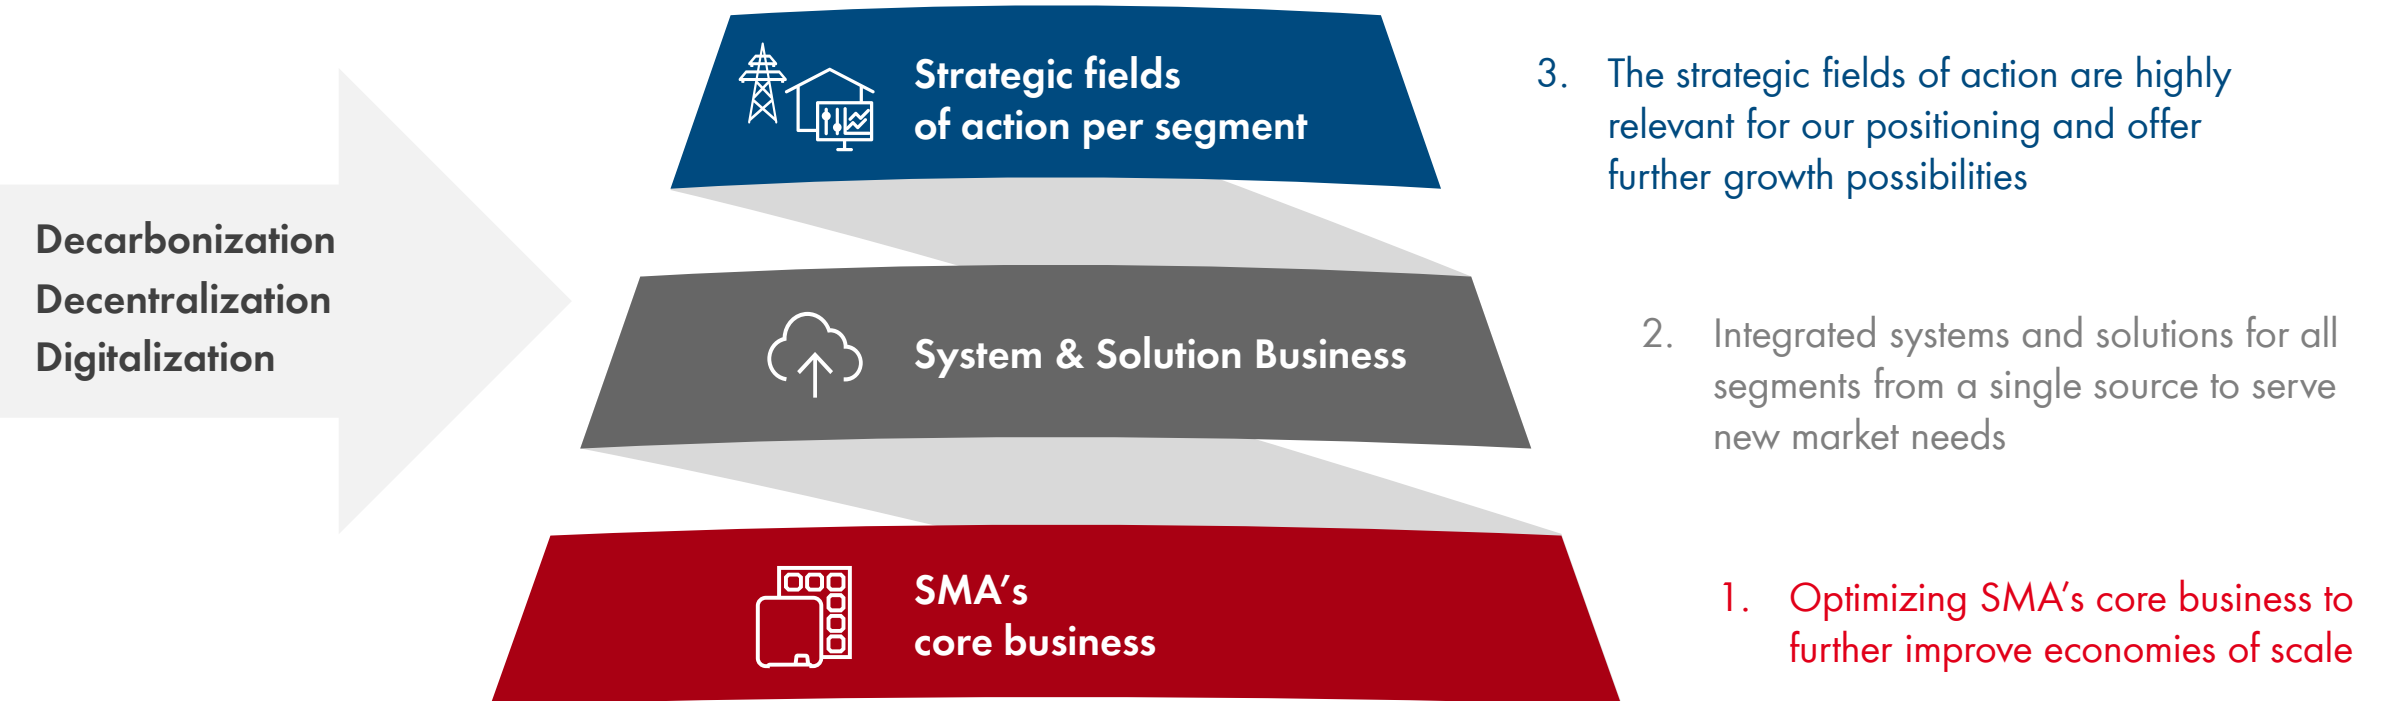 Decarbonization
Decentralization
Digitalization
Strategic fields
of action per segment
3. The strategic fields of action are highly
relevant for our positioning and offer
further growth possibilities
System & Solution Business
2. Integrated systems and solutions for all
segments from a single source to serve
new market needs
SMA’s
core business
1. Optimizing SMA’s core business to
further improve economies of scale